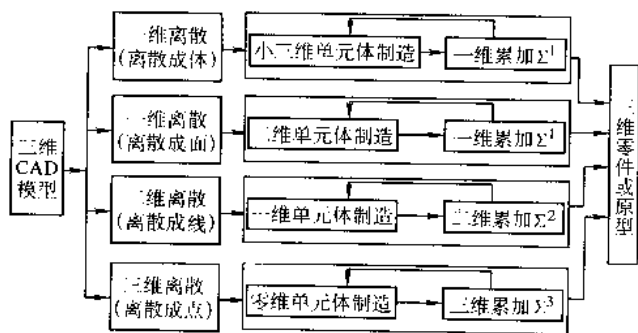 三维
CAD
模型
一维离散
(离散成体)
小三维单元体制造
一维累加Σ¹
一维离散
(离散成面)
二维单元体制造
一维累加Σ¹
二维离散
(离散成线)
一维单元体制造
二维累加Σ²
三维离散
(离散成点)
零维单元体制造
三维累加Σ³
三维零件或原型